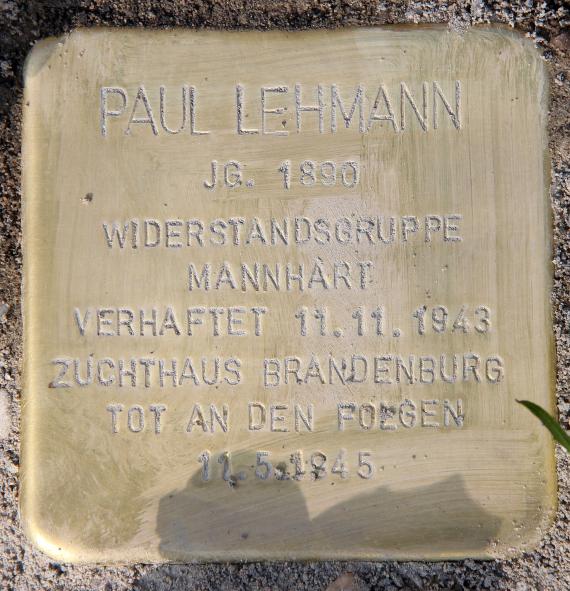 PAUL LEHMANN
JG. 1890
WIDERSTANDSGRUPPE
MANNHART
VERHAFTET 11.11.1943
ZUCHTHAUS BRANDENBURG
TOT AN DEN FOLGEN
11.5.1945